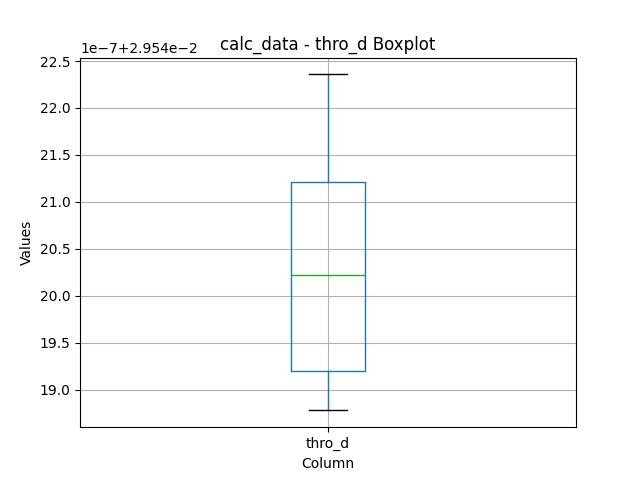 calc_data - thro_d Boxplot
1e−7+2.954e−2
22.5
22.0
21.5
21.0
20.5
20.0
19.5
19.0
Values
thro_d
Column